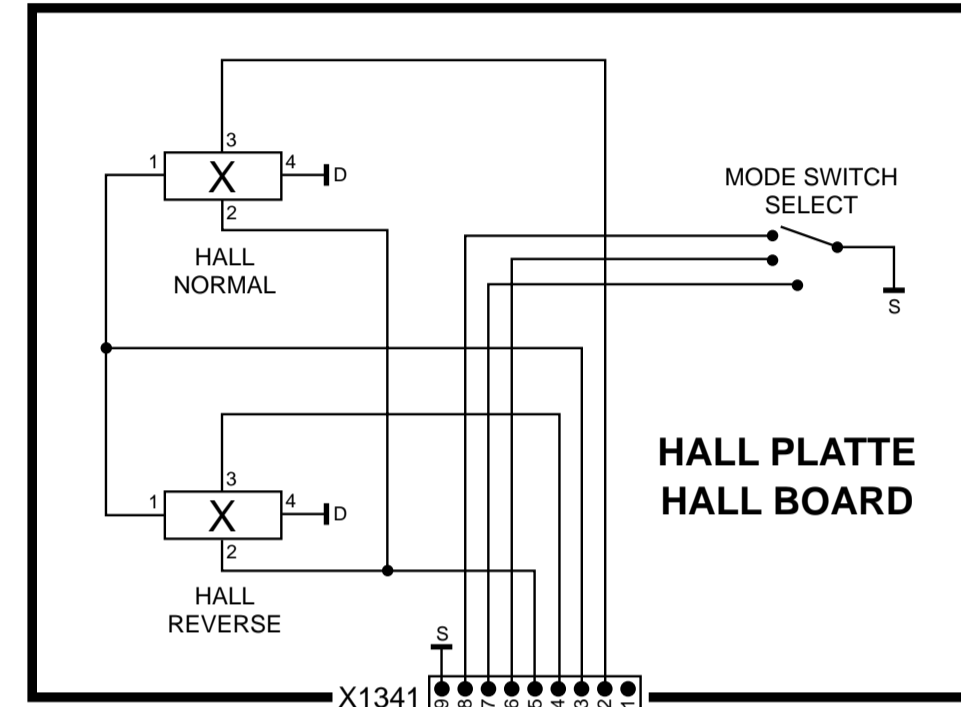 3
1
4
X
D
2
HALL
NORMAL
MODE SWITCH
SELECT
S
3
1
4
X
D
2
HALL
REVERSE
HALL PLATTE
HALL BOARD
S
X1341
9 8 7 6 5 4 3 2 1